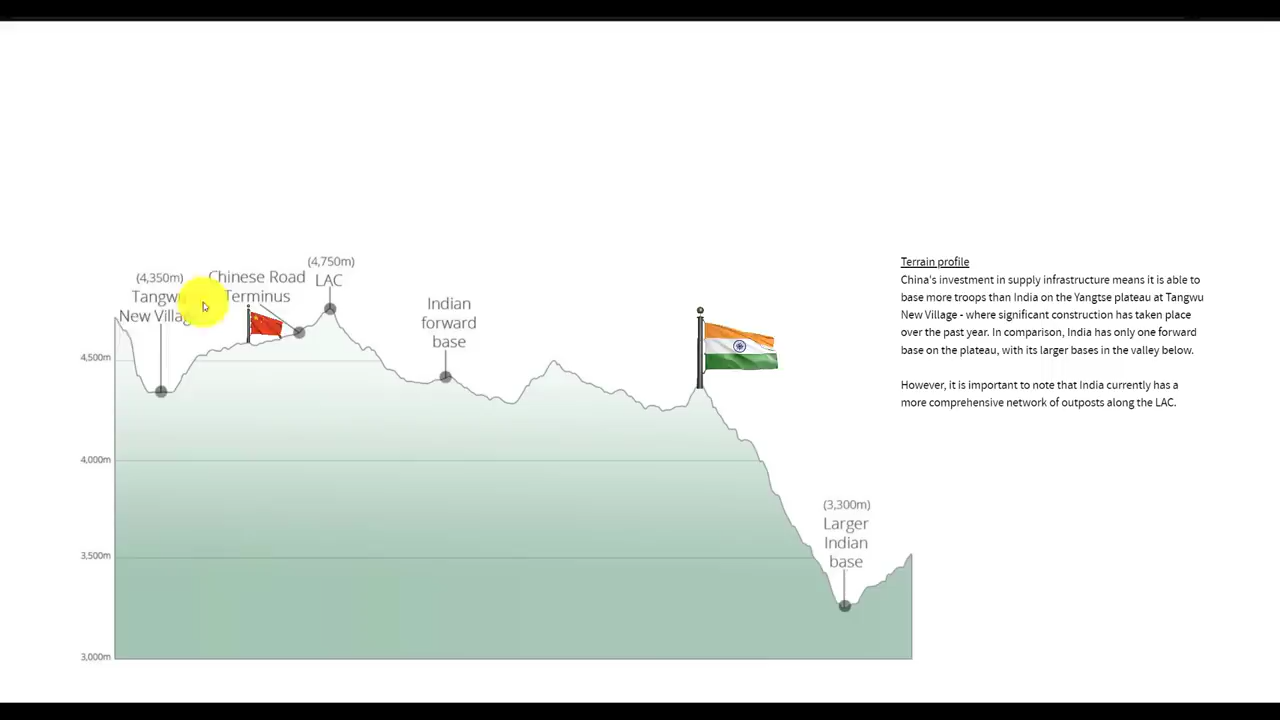 (4,750m)
LAC
(4,350m)
Tangwu
New Village
Chinese Road
Terminus
Indian
forward
base
4,500m
4,000m
3,500m
3,000m
(3,300m)
Larger
Indian
base
Terrain profile
China's investment in supply infrastructure means it is able to
base more troops than India on the Yangtse plateau at Tangwu
New Village - where significant construction has taken place
over the past year. In comparison, India has only one forward
base on the plateau, with its larger bases in the valley below.
However, it is important to note that India currently has a
more comprehensive network of outposts along the LAC.